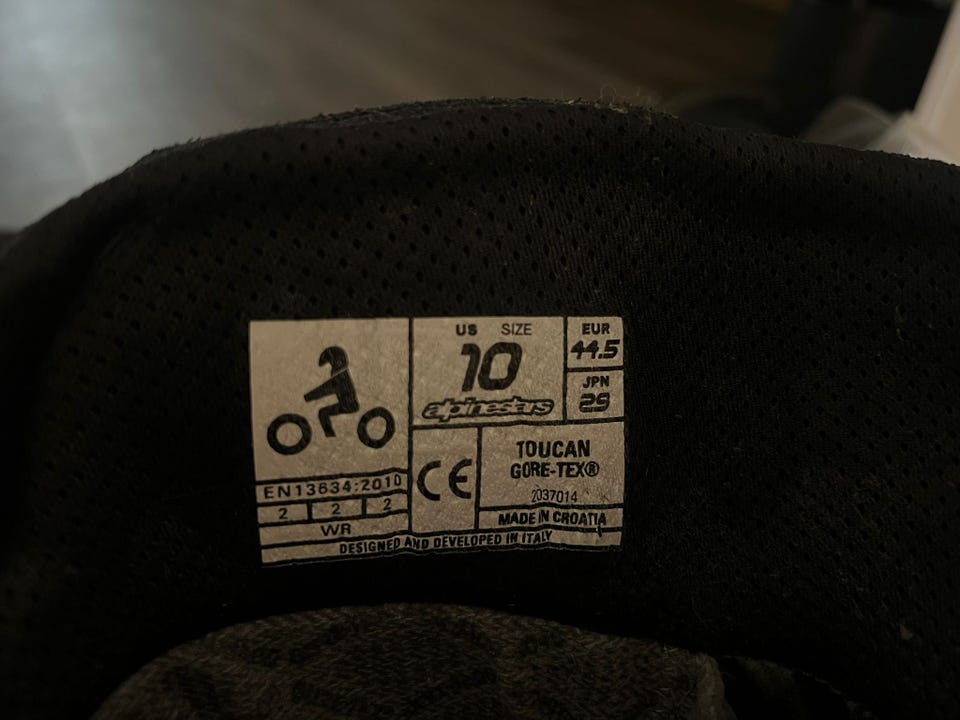 US SIZE
10
alpinestars
EUR
44.5
JPN
29
EN13634:2010
2 2 2
WR
CE
TOUCAN
GORE-TEX®
2037014
MADE IN CROATIA
DESIGNED AND DEVELOPED IN ITALY